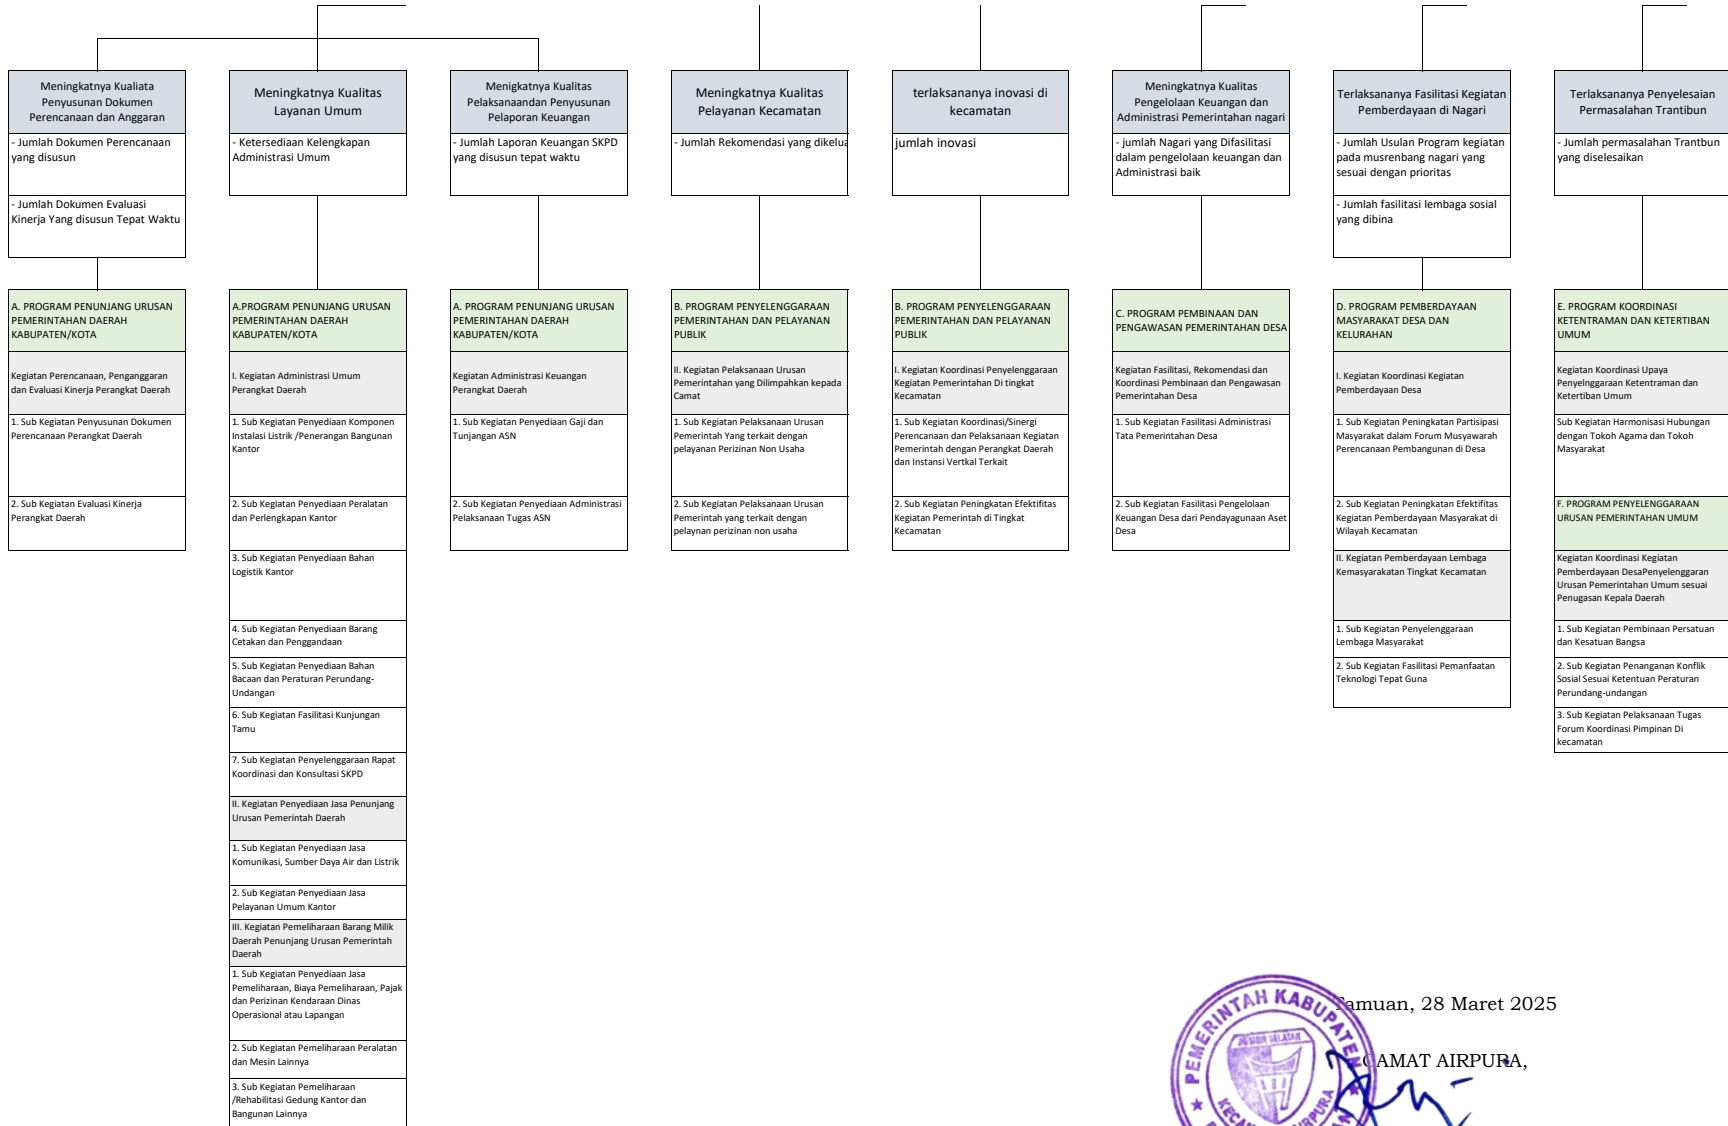 Meningkatnya Kualiata
Penyusunan Dokumen
Perencanaan dan Anggaran
- Jumlah Dokumen Perencanaan
yang disusun
- Jumlah Dokumen Evaluasi
Kinerja Yang disusun Tepat Waktu
A. PROGRAM PENUNJANG URUSAN
PEMERINTAHAN DAERAH
KABUPATEN/KOTA
Kegiatan Perencanaan, Penganggaran
dan Evaluasi Kinerja Perangkat Daerah
1. Sub Kegiatan Penyusunan Dokumen
Perencanaan Perangkat Daerah
2. Sub Kegiatan Evaluasi Kinerja
Perangkat Daerah
Meningkatnya Kualitas
Layanan Umum
- Ketersediaan Kelengkapan
Administrasi Umum
A.PROGRAM PENUNJANG URUSAN
PEMERINTAHAN DAERAH
KABUPATEN/KOTA
I. Kegiatan Administrasi Umum
Perangkat Daerah
1. Sub Kegiatan Penyediaan Komponen
Instalasi Listrik /Penerangan Bangunan
Kantor
2. Sub Kegiatan Penyediaan Peralatan
dan Perlengkapan Kantor
3. Sub Kegiatan Penyediaan Bahan
Logistik Kantor
4. Sub Kegiatan Penyediaan Barang
Cetakan dan Penggandaan
5. Sub Kegiatan Penyediaan Bahan
Bacaan dan Peraturan Perundang-
Undangan
6. Sub Kegiatan Fasilitasi Kunjungan
Tamu
7. Sub Kegiatan Penyelenggaraan Rapat
Koordinasi dan Konsultasi SKPD
II. Kegiatan Penyediaan Jasa Penunjang
Urusan Pemerintah Daerah
1. Sub Kegiatan Penyediaan Jasa
Komunikasi, Sumber Daya Air dan Listrik
2. Sub Kegiatan Penyediaan Jasa
Pelayanan Umum Kantor
III. Kegiatan Pemeliharaan Barang Milik
Daerah Penunjang Urusan Pemerintah
Daerah
1. Sub Kegiatan Penyediaan Jasa
Pemeliharaan, Biaya Pemeliharaan, Pajak
dan Perizinan Kendaraan Dinas
Operasional atau Lapangan
2. Sub Kegiatan Pemeliharaan Peralatan
dan Mesin Lainnya
3. Sub Kegiatan Pemeliharaan
/Rehabilitasi Gedung Kantor dan
Bangunan Lainnya
Menigkatnya Kualitas
Pelaksanaandan Penyusunan
Pelaporan Keuangan
- Jumlah Laporan Keuangan SKPD
yang disusun tepat waktu
A. PROGRAM PENUNJANG URUSAN
PEMERINTAHAN DAERAH
KABUPATEN/KOTA
Kegiatan Administrasi Keuangan
Perangkat Daerah
1. Sub Kegiatan Penyediaan Gaji dan
Tunjangan ASN
2. Sub Kegiatan Penyediaan Administrasi
Pelaksanaan Tugas ASN
Meningkatnya Kualitas
Pelayanan Kecamatan
- Jumlah Rekomendasi yang dikelua
B. PROGRAM PENYELENGGARAAN
PEMERINTAHAN DAN PELAYANAN
PUBLIK
II. Kegiatan Pelaksanaan Urusan
Pemerintahan yang Dilimpahkan kepada
Camat
1. Sub Kegiatan Pelaksanaan Urusan
Pemerintah Yang terkait dengan
pelayanan Perizinan Non Usaha
2. Sub Kegiatan Pelaksanaan Urusan
Pemerintah yang terkait dengan
pelaynan perizinan non usaha
terlaksananya inovasi di
kecamatan
jumlah inovasi
B. PROGRAM PENYELENGGARAAN
PEMERINTAHAN DAN PELAYANAN
PUBLIK
I. Kegiatan Koordinasi Penyelenggaraan
Kegiatan Pemerintahan Di tingkat
Kecamatan
1. Sub Kegiatan Koordinasi/Sinergi
Perencanaan dan Pelaksanaan Kegiatan
Pemerintah dengan Perangkat Daerah
dan Instansi Vertkal Terkait
2. Sub Kegiatan Peningkatan Efektifitas
Kegiatan Pemerintah di Tingkat
Kecamatan
Meningkatnya Kualitas
Pengelolaan Keuangan dan
Administrasi Pemerintahan nagari
- jumlah Nagari yang Difasilitasi
dalam pengelolaan keuangan dan
Administrasi baik
C. PROGRAM PEMBINAAN DAN
PENGAWASAN PEMERINTAHAN DESA
Kegiatan Fasilitasi, Rekomendasi dan
Koordinasi Pembinaan dan Pengawasan
Pemerintahan Desa
1. Sub Kegiatan Fasilitasi Administrasi
Tata Pemerintahan Desa
2. Sub Kegiatan Fasilitasi Pengelolaan
Keuangan Desa dari Pendayagunaan Aset
Desa
Terlaksananya Fasilitasi Kegiatan
Pemberdayaan di Nagari
- Jumlah Usulan Program kegiatan
pada musrenbang nagari yang
sesuai dengan prioritas
- Jumlah fasilitasi lembaga sosial
yang dibina
D. PROGRAM PEMBERDAYAAN
MASYARAKAT DESA DAN
KELURAHAN
I. Kegiatan Koordinasi Kegiatan
Pemberdayaan Desa
1. Sub Kegiatan Peningkatan Partisipasi
Masyarakat dalam Forum Musyawarah
Perencanaan Pembangunan di Desa
2. Sub Kegiatan Peningkatan Efektifitas
Kegiatan Pemberdayaan Masyarakat di
Wilayah Kecamatan
II. Kegiatan Pemberdayaan Lembaga
Kemasyarakatan Tingkat Kecamatan
1. Sub Kegiatan Penyelenggaraan
Lembaga Masyarakat
2. Sub Kegiatan Fasilitasi Pemanfaatan
Teknologi Tepat Guna
Terlaksananya Penyelesaian
Permasalahan Trantibun
- Jumlah permasalahan Trantbun
yang diselesaikan
E. PROGRAM KOORDINASI
KETENTRAMAN DAN KETERTIBAN
UMUM
Kegiatan Koordinasi Upaya
Penyelnggaraan Ketentraman dan
Ketertiban Umum
Sub Kegiatan Harmonisasi Hubungan
dengan Tokoh Agama dan Tokoh
Masyarakat
F. PROGRAM PENYELENGGARAAN
URUSAN PEMERINTAHAN UMUM
Kegiatan Koordinasi Kegiatan
Pemberdayaan DesaPenyelenggaran
Urusan Pemerintahan Umum sesuai
Penugasan Kepala Daerah
1. Sub Kegiatan Pembinaan Persatuan
dan Kesatuan Bangsa
2. Sub Kegiatan Penanganan Konflik
Sosial Sesuai Ketentuan Peraturan
Perundang-undangan
3. Sub Kegiatan Pelaksanaan Tugas
Forum Koordinasi Pimpinan Di
kecamatan
Tamuan, 28 Maret 2025
CAMAT AIRPURA,
PEMERINTAH KABUPATEN